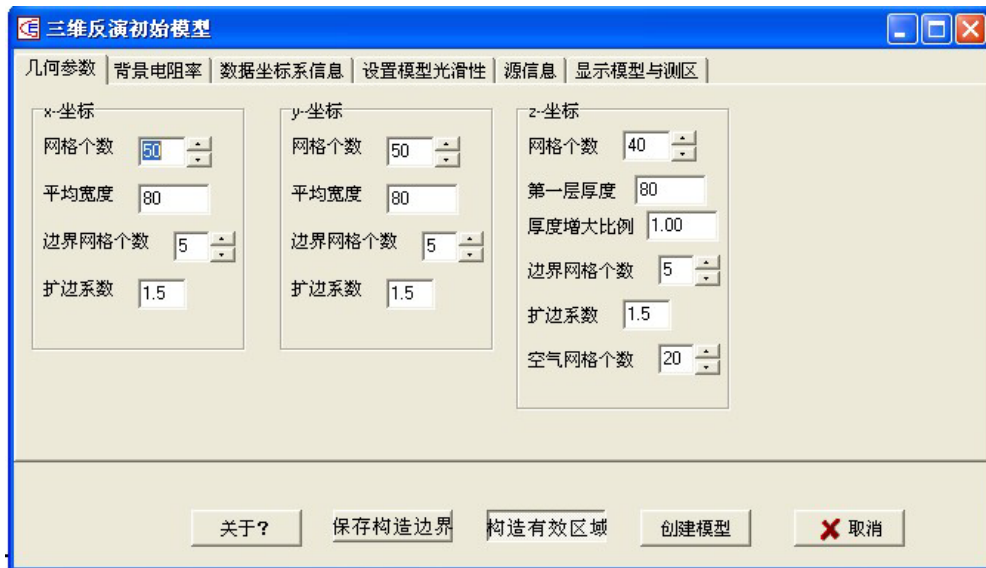 三维反演初始模型
几何参数 背景电阻率 数据坐标系信息 设置模型光滑性 源信息 显示模型与测区
x-坐标
网格个数 50
平均宽度 80
边界网格个数 5
扩边系数 1.5
y-坐标
网格个数 50
平均宽度 80
边界网格个数 5
扩边系数 1.5
z-坐标
网格个数 40
第一层厚度 80
厚度增大比例 1.00
边界网格个数 5
扩边系数 1.5
空气网格个数 20
关于? 保存构造边界 构造有效区域 创建模型 取消